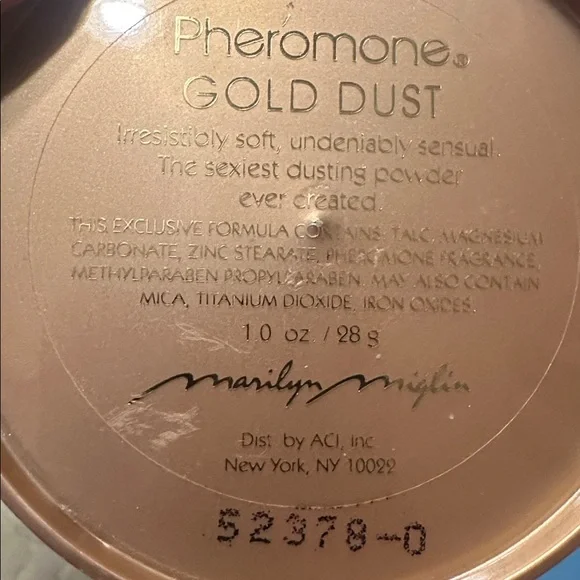 Pheromone®
GOLD DUST
Irresistibly soft, undeniably sensual.
The sexiest dusting powder
ever created.
THIS EXCLUSIVE FORMULA CONTAINS: TALC, MAGNESIUM
CARBONATE, ZINC STEARATE, PHEROMONE FRAGRANCE,
METHYLPARABEN PROPYLPARABEN. MAY ALSO CONTAIN
MICA, TITANIUM DIOXIDE, IRON OXIDES.
1.0 oz. / 28 g
marilyn miglin
Dist. by ACI, Inc
New York, NY 10022
52378-0